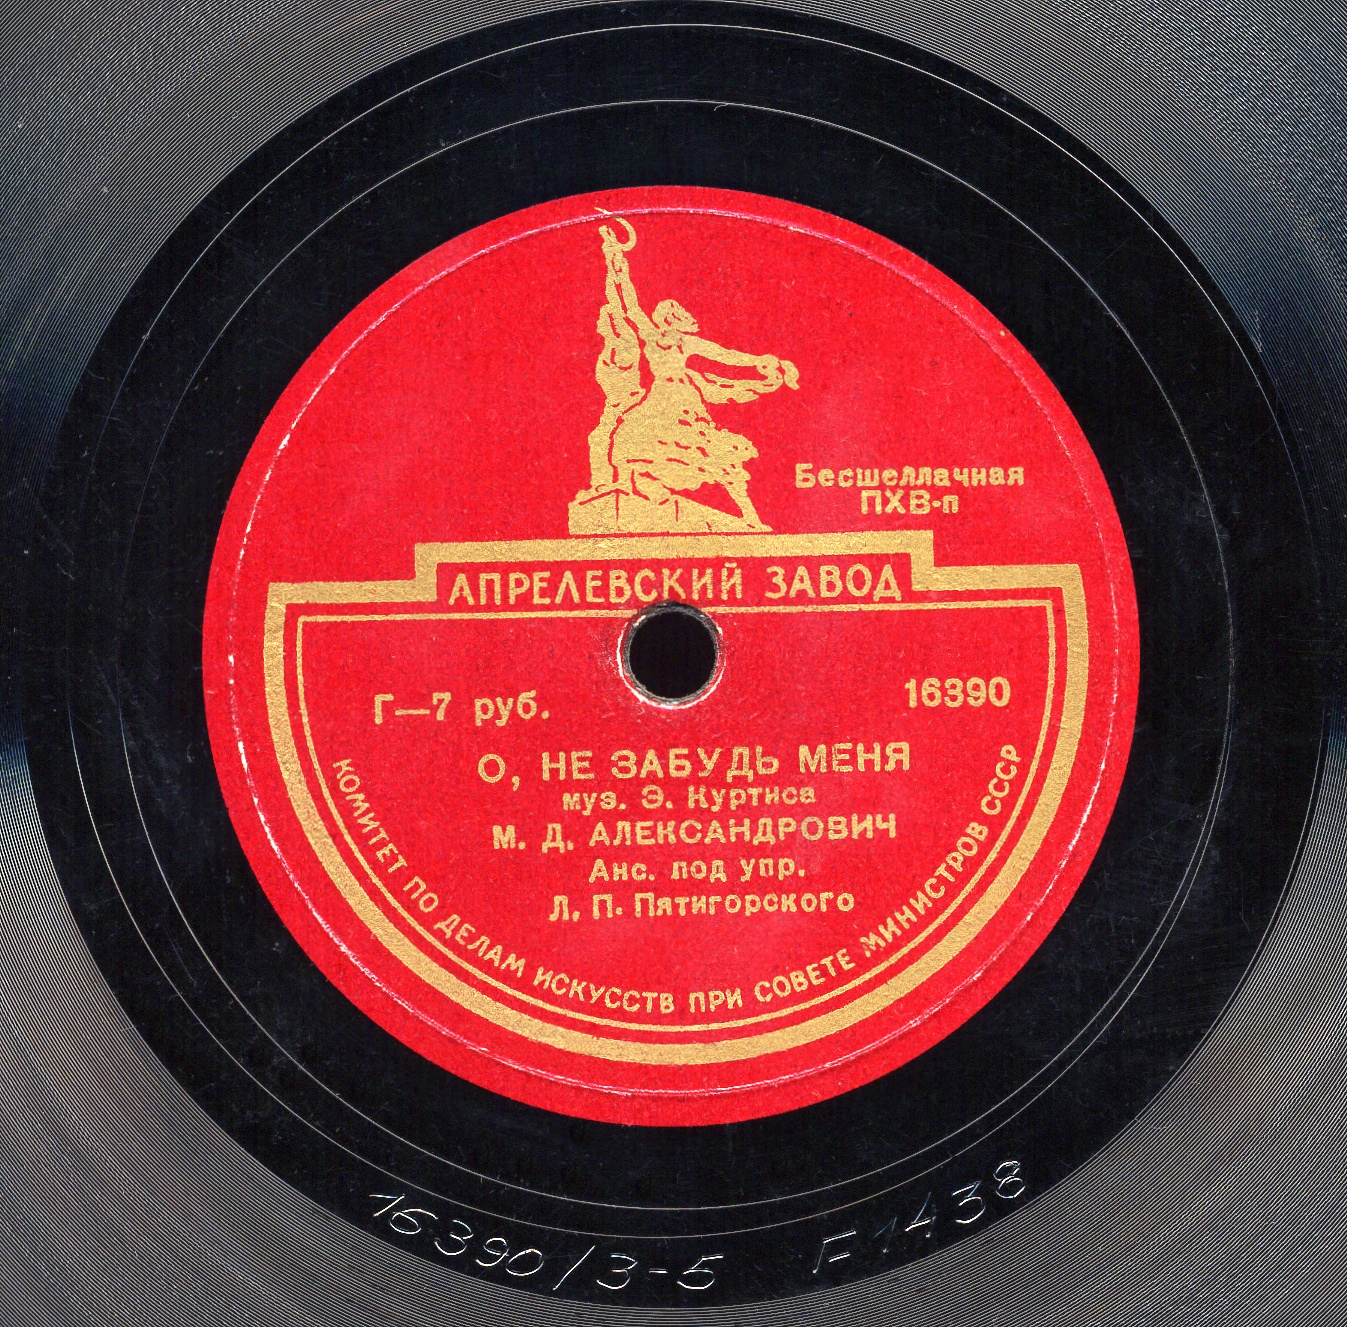 Бесшеллачная
ПХВ-п
АПРЕЛЕВСКИЙ ЗАВОД
Г—7 руб.
16390
О, НЕ ЗАБУДЬ МЕНЯ
муз. Э. Куртиса
М. Д. АЛЕКСАНДРОВИЧ
Анс. под упр.
Л. П. Пятигорского
КОМИТЕТ ПО ДЕЛАМ ИСКУССТВ ПРИ СОВЕТЕ МИНИСТРОВ СССР
16390/3-5 F1438